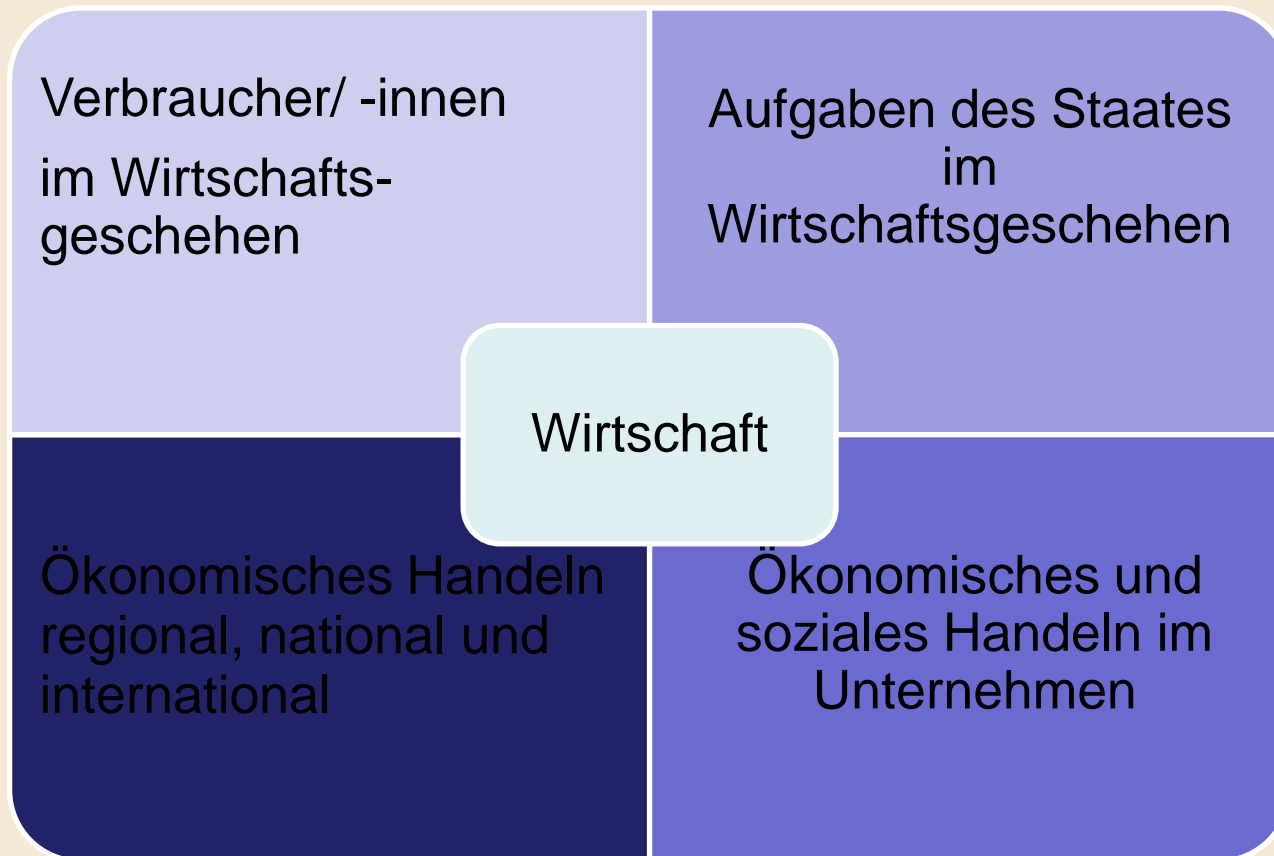 Verbraucher/ -innen
im Wirtschafts-
geschehen
Aufgaben des Staates
im
Wirtschaftsgeschehen
Wirtschaft
Ökonomisches Handeln
regional, national und
international
Ökonomisches und
soziales Handeln im
Unternehmen